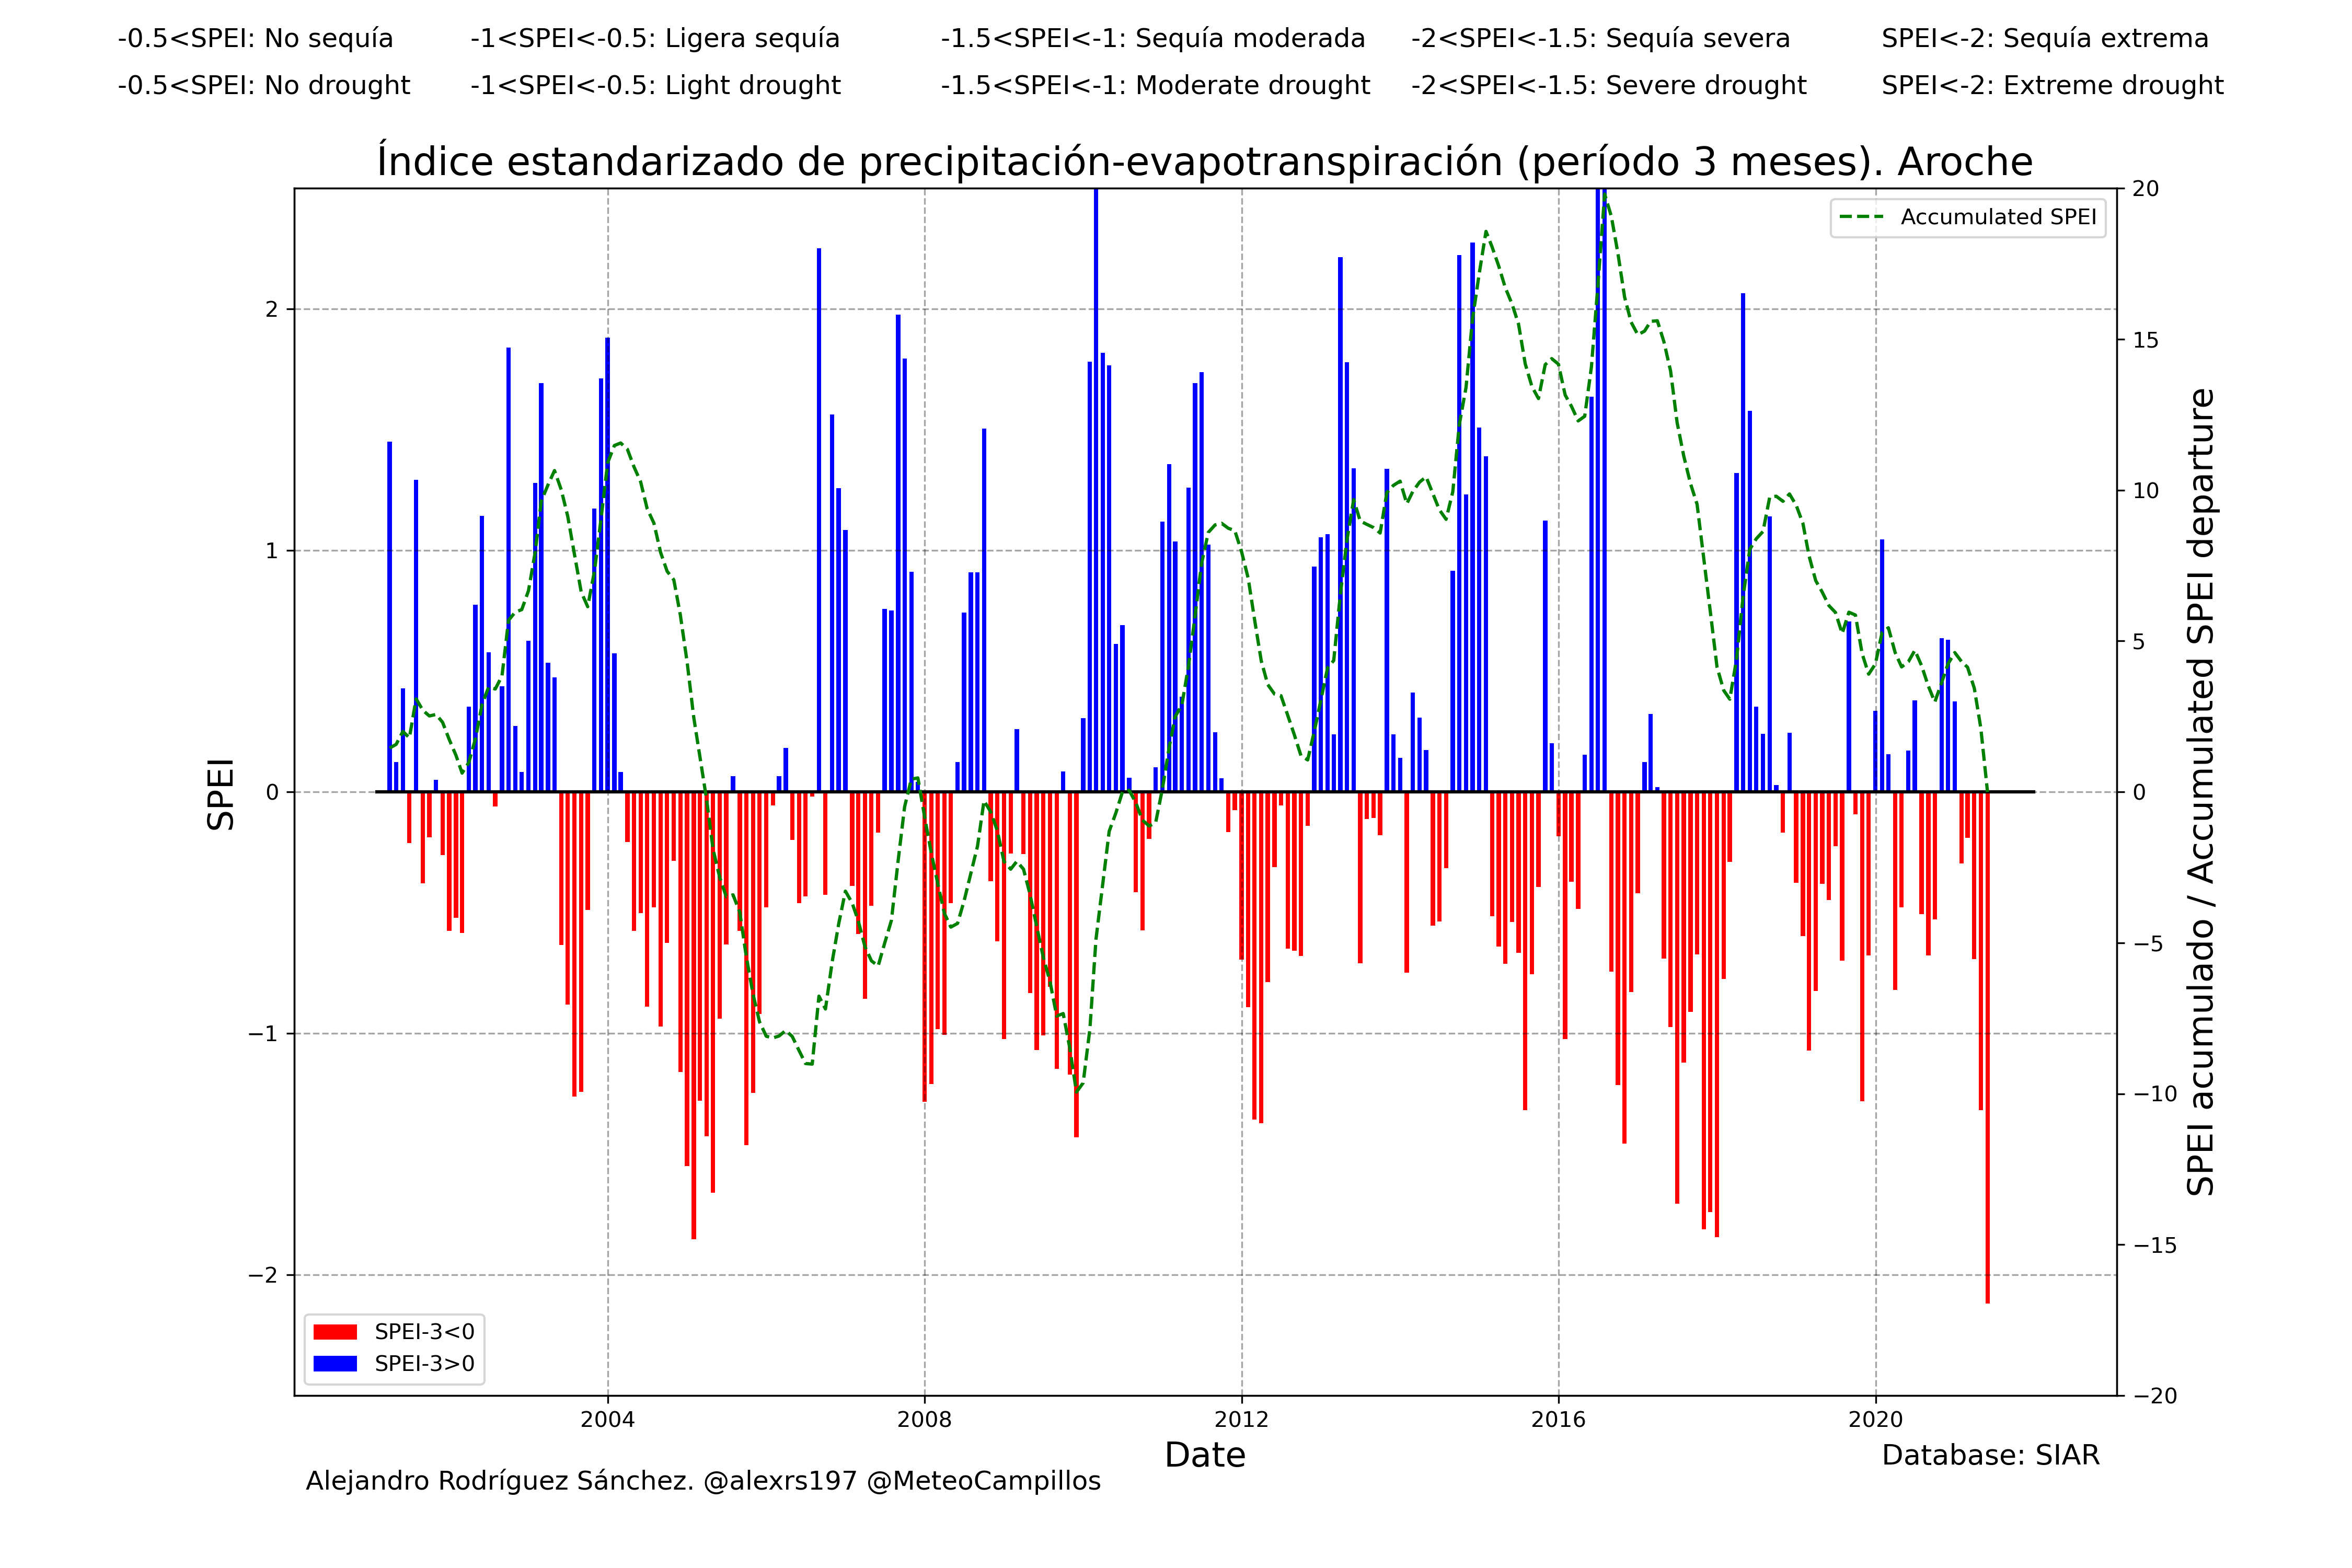 -0.5<SPEI: No sequía -1<SPEI<-0.5: Ligera sequía -1.5<SPEI<-1: Sequía moderada -2<SPEI<-1.5: Sequía severa SPEI<-2: Sequía extrema
-0.5<SPEI: No drought -1<SPEI<-0.5: Light drought -1.5<SPEI<-1: Moderate drought -2<SPEI<-1.5: Severe drought SPEI<-2: Extreme drought
Índice estandarizado de precipitación-evapotranspiración (período 3 meses). Aroche
Accumulated SPEI
SPEI
2
1
0
−1
−2
20
15
10
5
0
−5
−10
−15
−20
SPEI acumulado / Accumulated SPEI departure
SPEI-3<0
SPEI-3>0
2004 2008 2012 2016 2020
Date
Database: SIAR
Alejandro Rodríguez Sánchez. @alexrs197 @MeteoCampillos